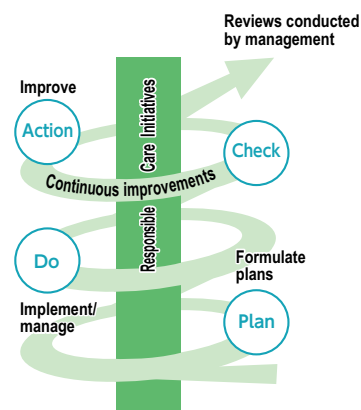 Reviews conducted
by management
Improve
Action
Check
Continuous improvements
Responsible Care Initiatives
Do
Formulate
plans
Implement/
manage
Plan